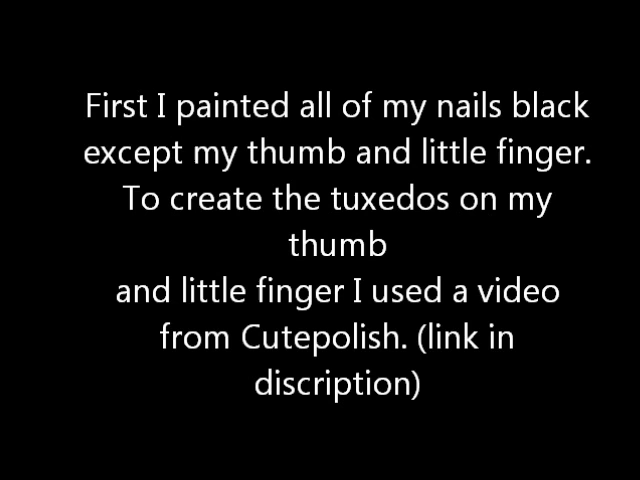 First I painted all of my nails black
except my thumb and little finger.
To create the tuxedos on my
thumb
and little finger I used a video
from Cutepolish. (link in
discription)